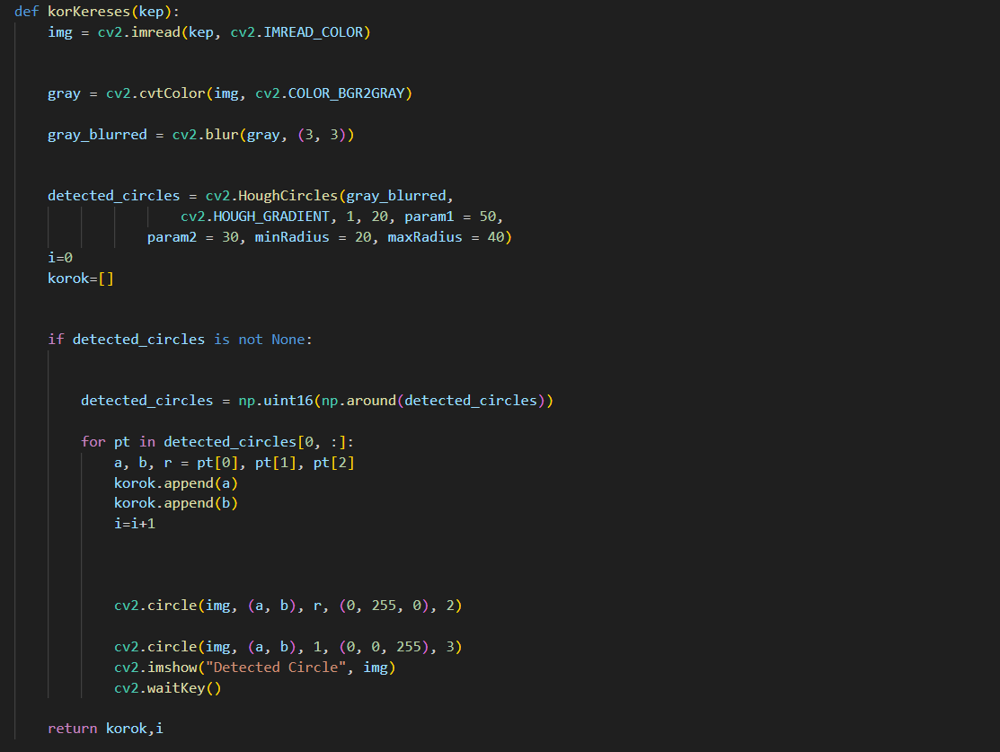 def korKereses(kep):
    img = cv2.imread(kep, cv2.IMREAD_COLOR)
    gray = cv2.cvtColor(img, cv2.COLOR_BGR2GRAY)
    gray_blurred = cv2.blur(gray, (3, 3))
    detected_circles = cv2.HoughCircles(gray_blurred,
                    cv2.HOUGH_GRADIENT, 1, 20, param1 = 50,
                param2 = 30, minRadius = 20, maxRadius = 40)
    i=0
    korok=[]
    if detected_circles is not None:
        detected_circles = np.uint16(np.around(detected_circles))
        for pt in detected_circles[0, :]:
            a, b, r = pt[0], pt[1], pt[2]
            korok.append(a)
            korok.append(b)
            i=i+1
            cv2.circle(img, (a, b), r, (0, 255, 0), 2)
            cv2.circle(img, (a, b), 1, (0, 0, 255), 3)
            cv2.imshow("Detected Circle", img)
            cv2.waitKey()
    return korok,i